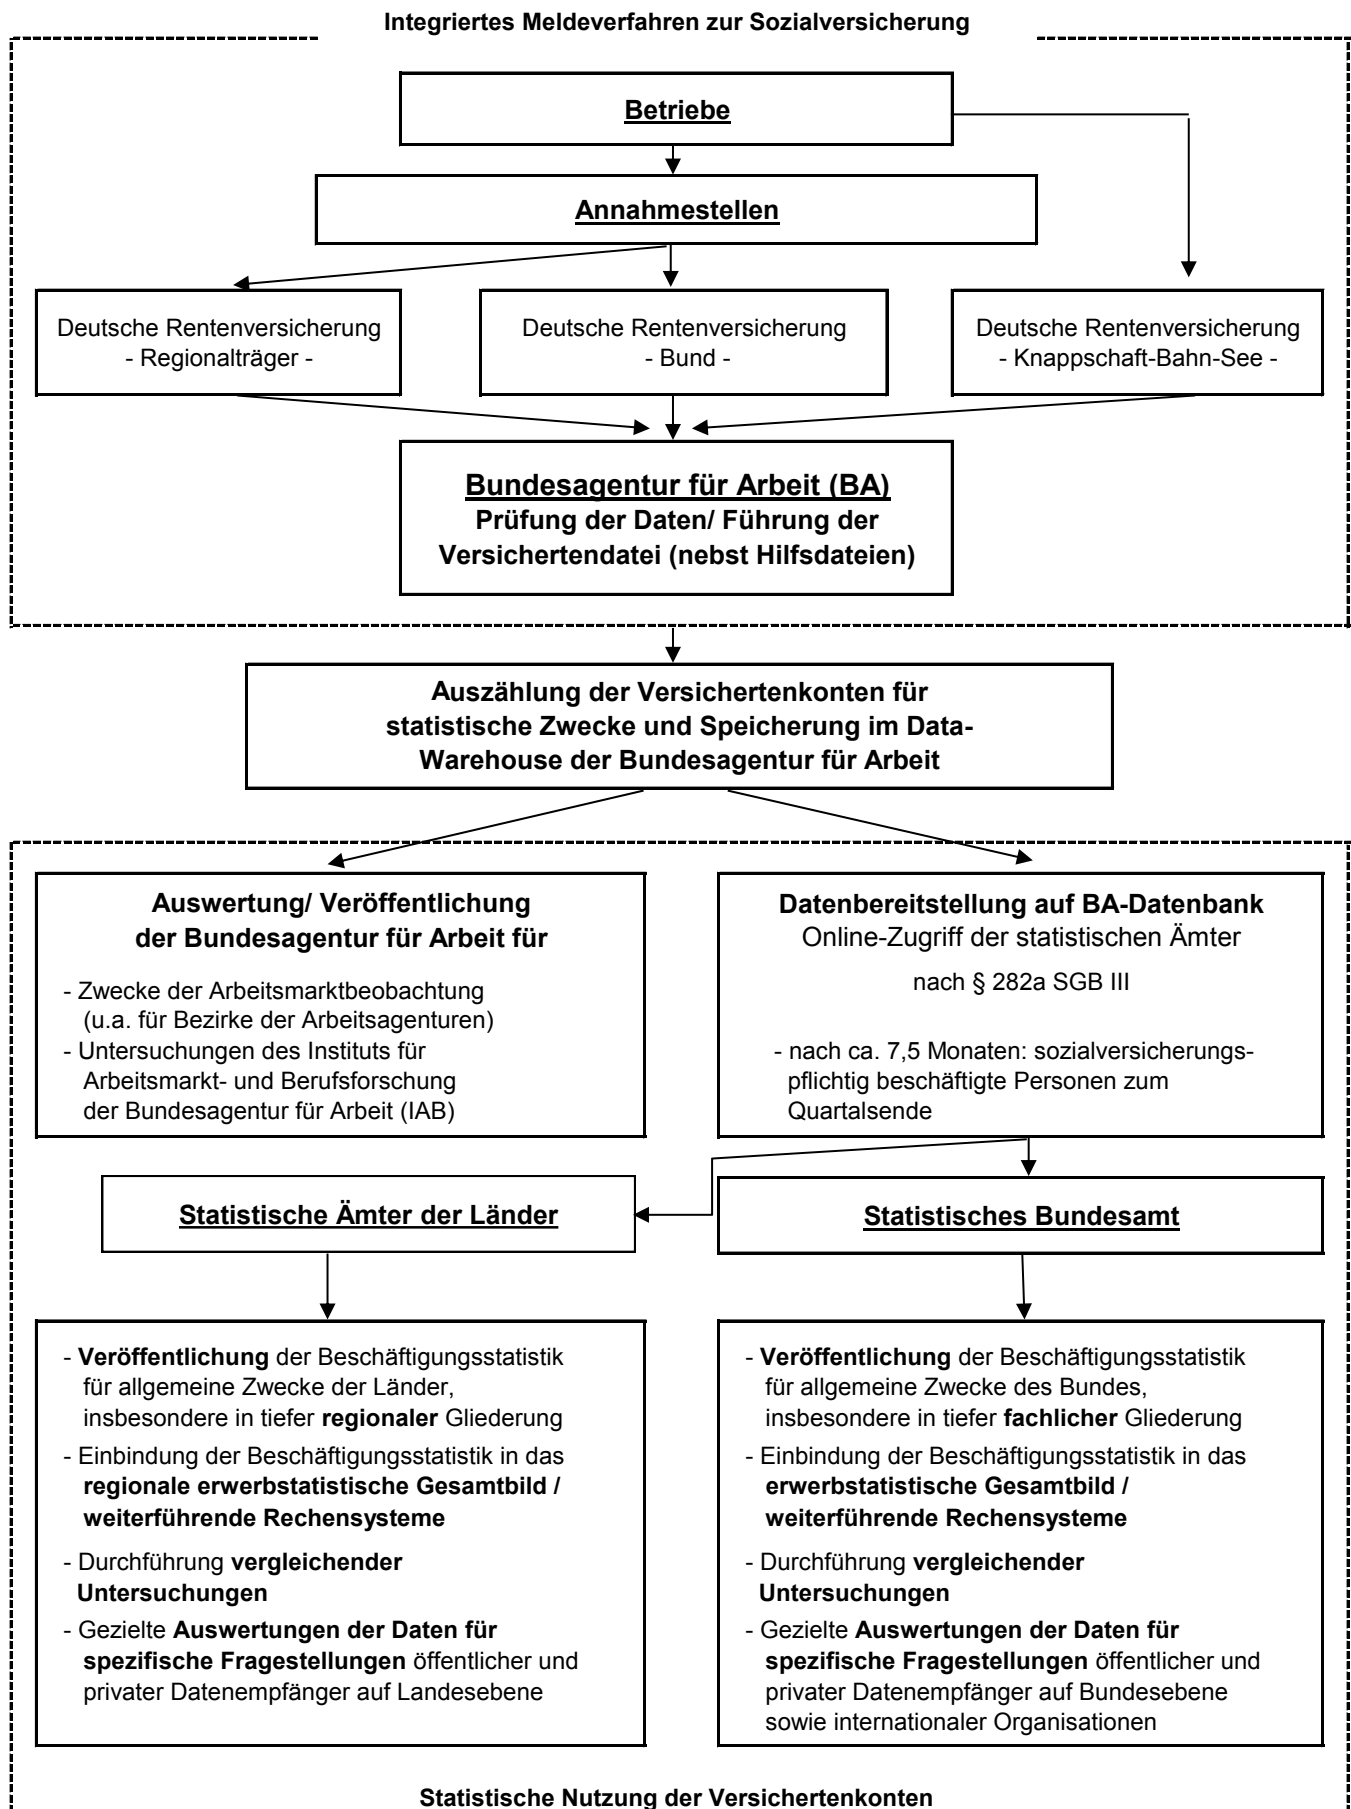 Integriertes Meldeverfahren zur Sozialversicherung
Betriebe
Annahmestellen
Deutsche Rentenversicherung
- Regionalträger -
Deutsche Rentenversicherung
- Bund -
Deutsche Rentenversicherung
- Knappschaft-Bahn-See -
Bundesagentur für Arbeit (BA)
Prüfung der Daten/ Führung der
Versichertendatei (nebst Hilfsdateien)
Auszählung der Versichertenkonten für
statistische Zwecke und Speicherung im Data-
Warehouse der Bundesagentur für Arbeit
Auswertung/ Veröffentlichung
der Bundesagentur für Arbeit für
- Zwecke der Arbeitsmarktbeobachtung
(u.a. für Bezirke der Arbeitsagenturen)
- Untersuchungen des Instituts für
Arbeitsmarkt- und Berufsforschung
der Bundesagentur für Arbeit (IAB)
Datenbereitstellung auf BA-Datenbank
Online-Zugriff der statistischen Ämter
nach § 282a SGB III
- nach ca. 7,5 Monaten: sozialversicherungs-
pflichtig beschäftigte Personen zum
Quartalsende
Statistische Ämter der Länder
Statistisches Bundesamt
- Veröffentlichung der Beschäftigungsstatistik
für allgemeine Zwecke der Länder,
insbesondere in tiefer regionaler Gliederung
- Einbindung der Beschäftigungsstatistik in das
regionale erwerbstatistische Gesamtbild /
weiterführende Rechensysteme
- Durchführung vergleichender
Untersuchungen
- Gezielte Auswertungen der Daten für
spezifische Fragestellungen öffentlicher und
privater Datenempfänger auf Landesebene
- Veröffentlichung der Beschäftigungsstatistik
für allgemeine Zwecke des Bundes,
insbesondere in tiefer fachlicher Gliederung
- Einbindung der Beschäftigungsstatistik in das
erwerbstatistische Gesamtbild /
weiterführende Rechensysteme
- Durchführung vergleichender
Untersuchungen
- Gezielte Auswertungen der Daten für
spezifische Fragestellungen öffentlicher und
privater Datenempfänger auf Bundesebene
sowie internationaler Organisationen
Statistische Nutzung der Versichertenkonten